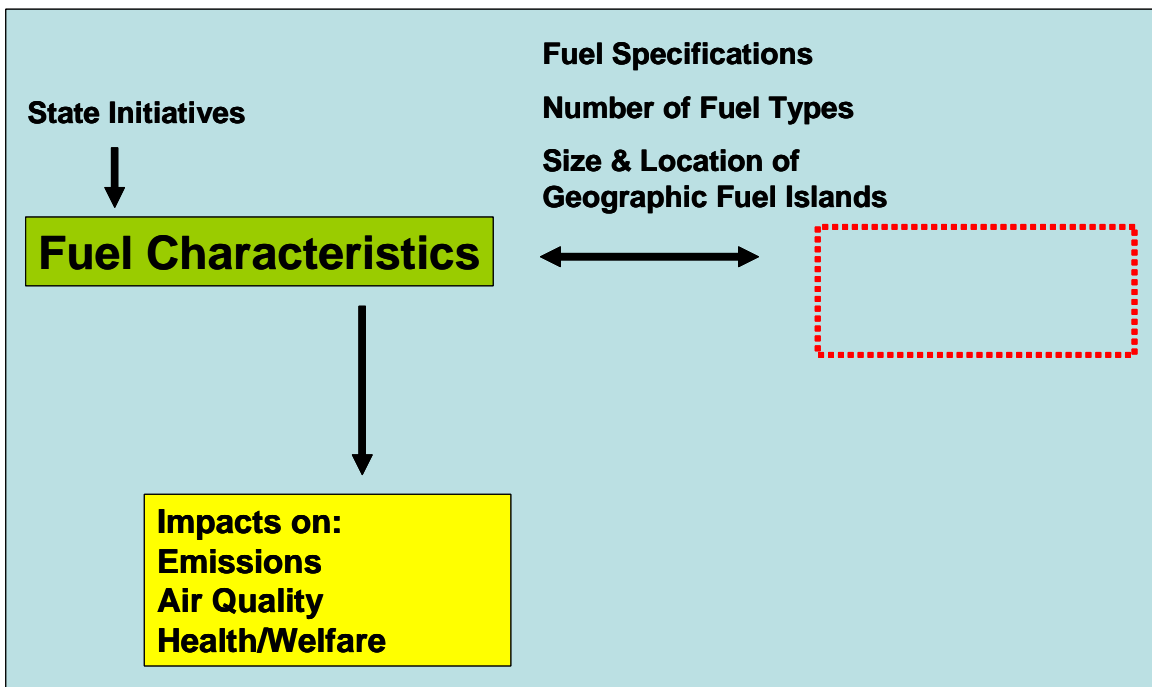 State Initiatives
Fuel Characteristics
Fuel Specifications
Number of Fuel Types
Size & Location of
Geographic Fuel Islands
Impacts on:
Emissions
Air Quality
Health/Welfare